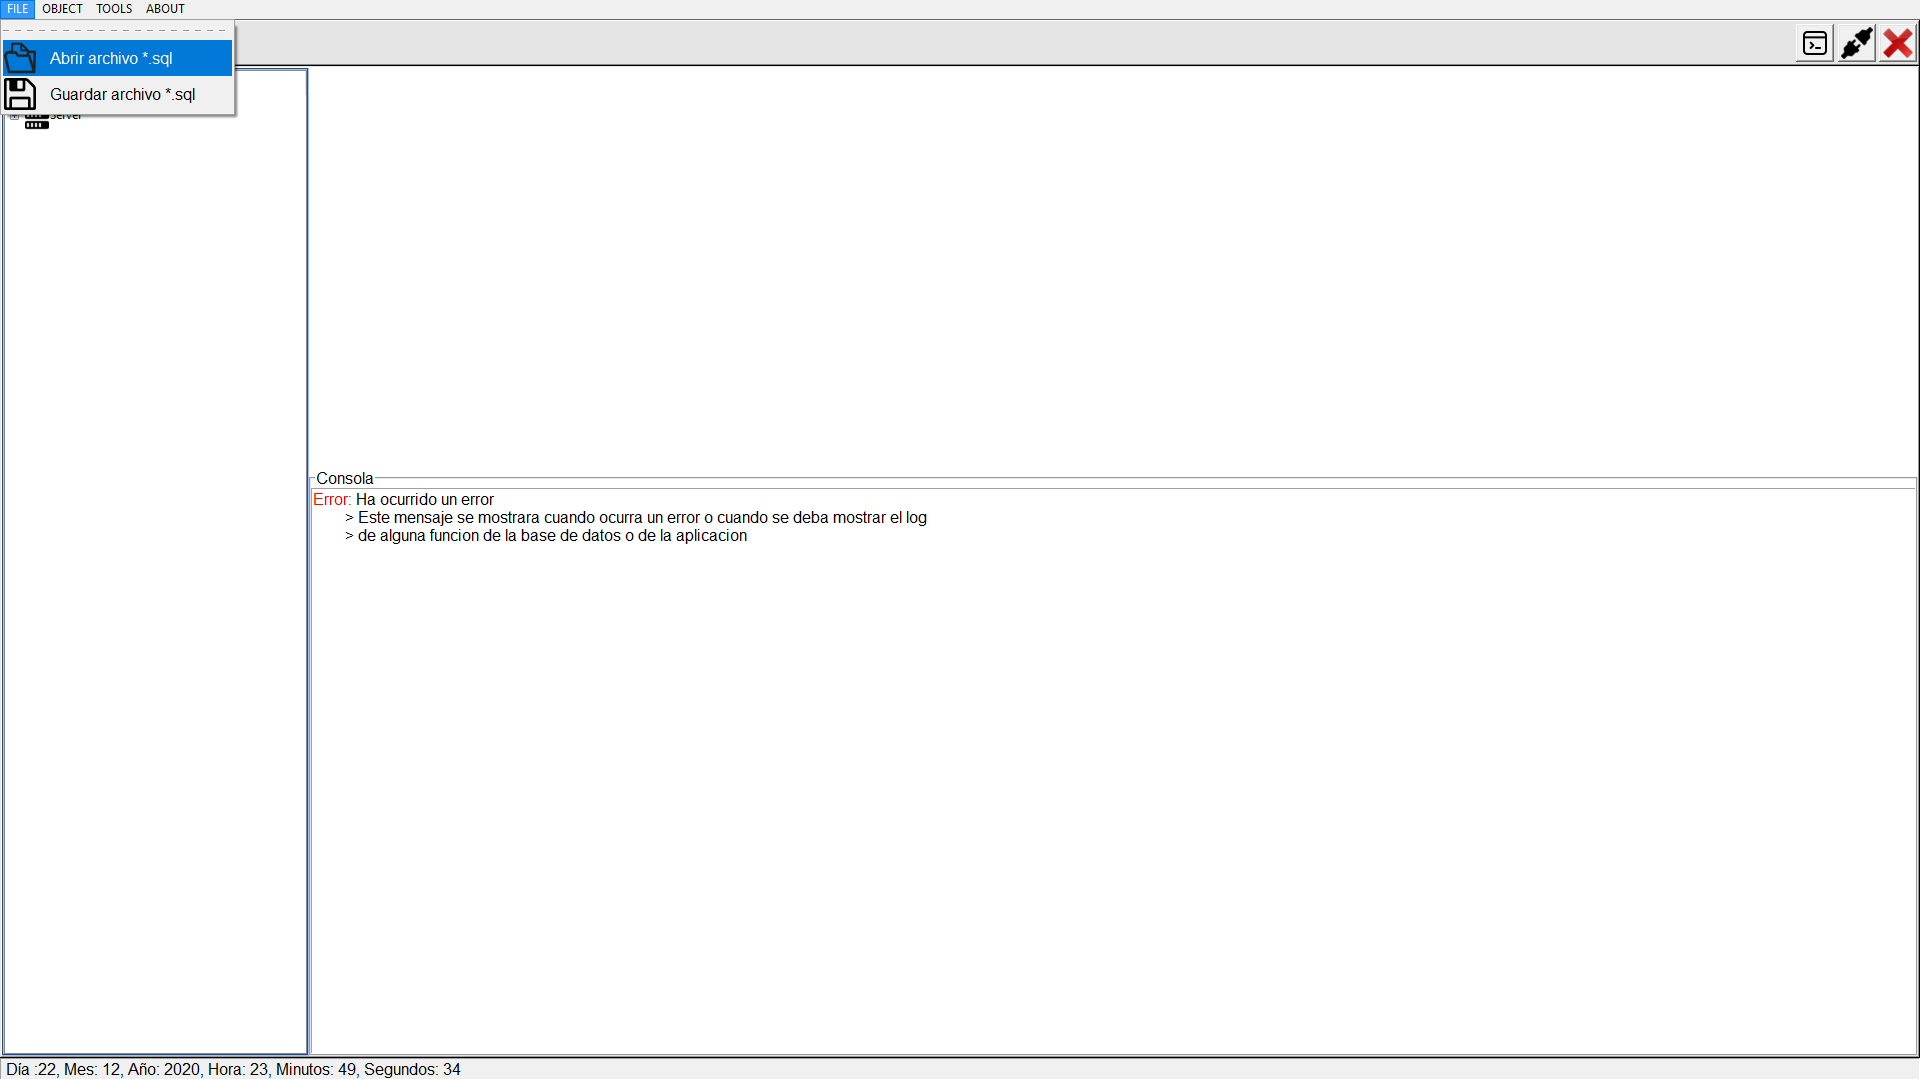 FILE OBJECT TOOLS ABOUT
Abrir archivo *.sql
Guardar archivo *.sql
Server
Consola
Error: Ha ocurrido un error
> Este mensaje se mostrara cuando ocurra un error o cuando se deba mostrar el log
> de alguna funcion de la base de datos o de la aplicacion
Día :22, Mes: 12, Año: 2020, Hora: 23, Minutos: 49, Segundos: 34